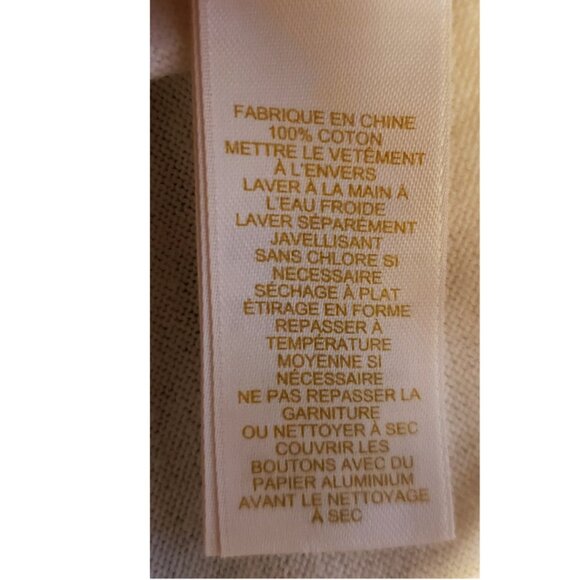 FABRIQUE EN CHINE
100% COTON
METTRE LE VETÊMENT
À L'ENVERS
LAVER À LA MAIN À
L'EAU FROIDE
LAVER SÉPARÉMENT
JAVELLISANT
SANS CHLORE SI
NECESSAIRE
SÉCHAGE À PLAT
ÉTIRAGE EN FORME
REPASSER À
TEMPÉRATURE
MOYENNE SI
NÉCESSAIRE
NE PAS REPASSER LA
GARNITURE
OU NETTOYER À SEC
COUVRIR LES
BOUTONS AVEC DU
PAPIER ALUMINIUM
AVANT LE NETTOYAGE
À SEC